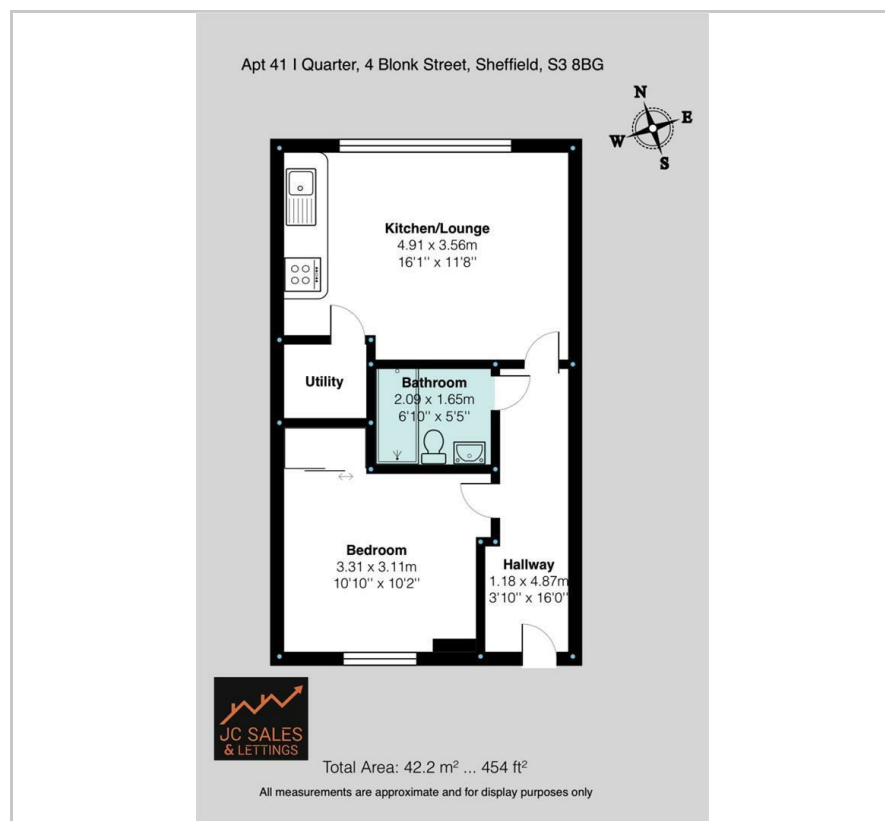 Apt 41 I Quarter, 4 Blonk Street, Sheffield, S3 8BG
N
E
W
S
Kitchen/Lounge
4.91 x 3.56m
16'1'' x 11'8''
Utility
Bathroom
2.09 x 1.65m
6'10'' x 5'5''
Bedroom
3.31 x 3.11m
10'10'' x 10'2''
Hallway
1.18 x 4.87m
3'10'' x 16'0''
JC SALES
& LETTINGS
Total Area: 42.2 m² ... 454 ft²
All measurements are approximate and for display purposes only